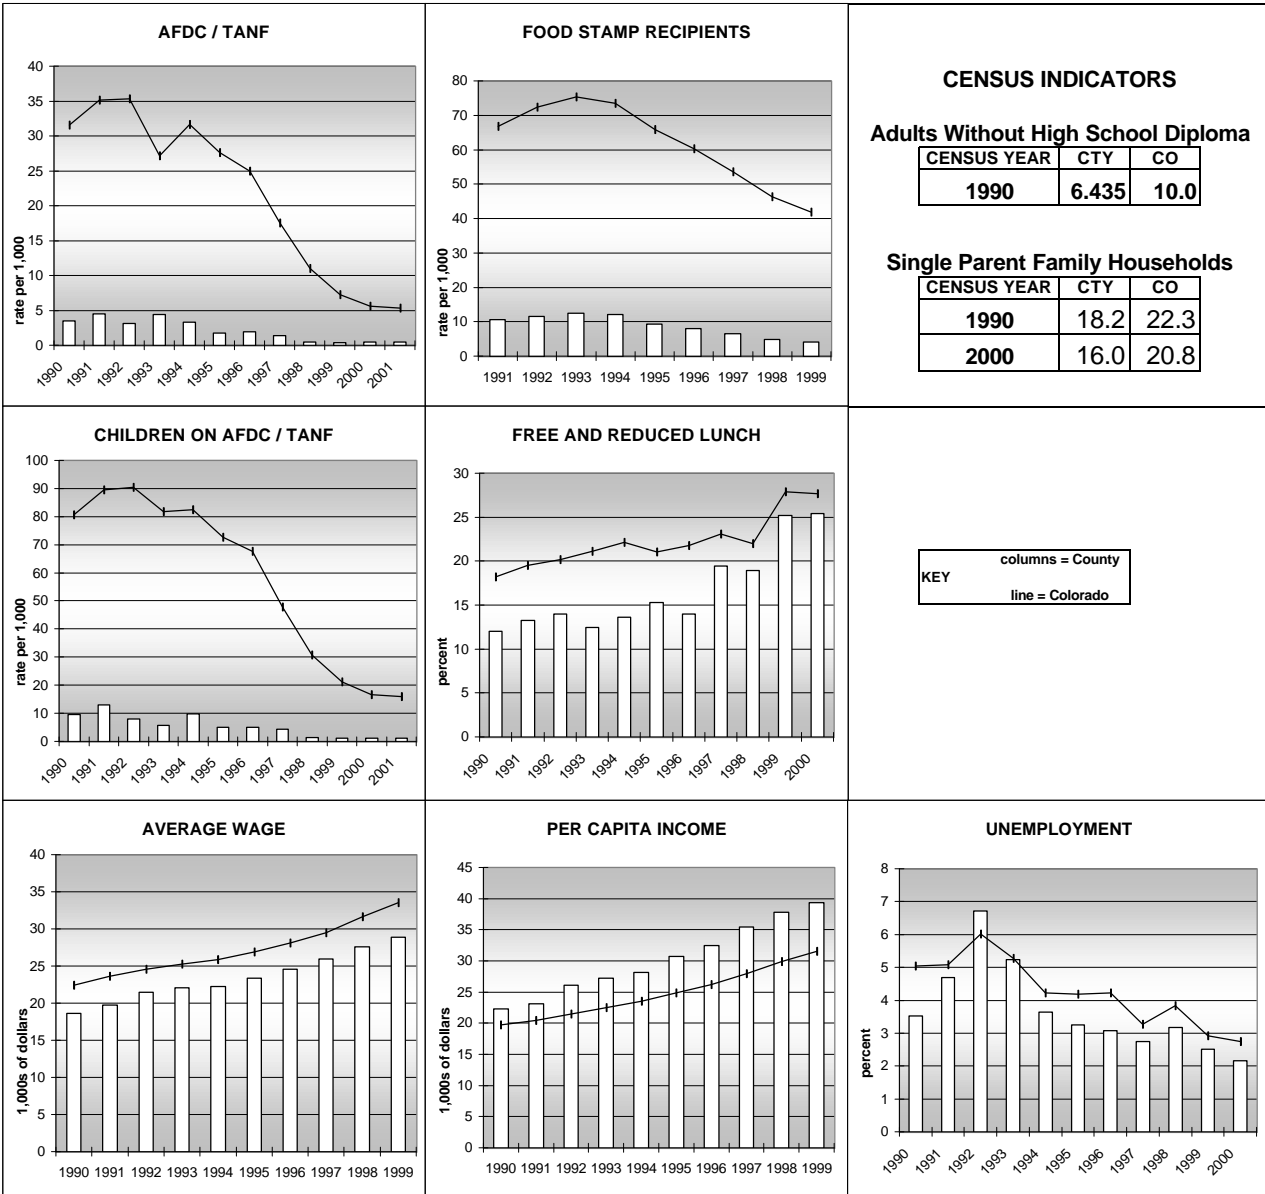 AFDC / TANF
40
35
30
25
20
15
10
5
0
rate per 1,000
1990 1991 1992 1993 1994 1995 1996 1997 1998 1999 2000 2001
FOOD STAMP RECIPIENTS
80
70
60
50
40
30
20
10
0
rate per 1,000
1991 1992 1993 1994 1995 1996 1997 1998 1999
CENSUS INDICATORS
Adults Without High School Diploma
CENSUS YEAR CTY CO
1990 6.435 10.0
Single Parent Family Households
CENSUS YEAR CTY CO
1990 18.2 22.3
2000 16.0 20.8
CHILDREN ON AFDC / TANF
100
90
80
70
60
50
40
30
20
10
0
rate per 1,000
1990 1991 1992 1993 1994 1995 1996 1997 1998 1999 2000 2001
FREE AND REDUCED LUNCH
30
25
20
15
10
5
0
percent
1990 1991 1992 1993 1994 1995 1996 1997 1998 1999 2000
columns = County
KEY
line = Colorado
AVERAGE WAGE
40
35
30
25
20
15
10
5
0
1,000s of dollars
1990 1991 1992 1993 1994 1995 1996 1997 1998 1999
PER CAPITA INCOME
45
40
35
30
25
20
15
10
5
0
1,000s of dollars
1990 1991 1992 1993 1994 1995 1996 1997 1998 1999
UNEMPLOYMENT
8
7
6
5
4
3
2
1
0
percent
1990 1991 1992 1993 1994 1995 1996 1997 1998 1999 2000